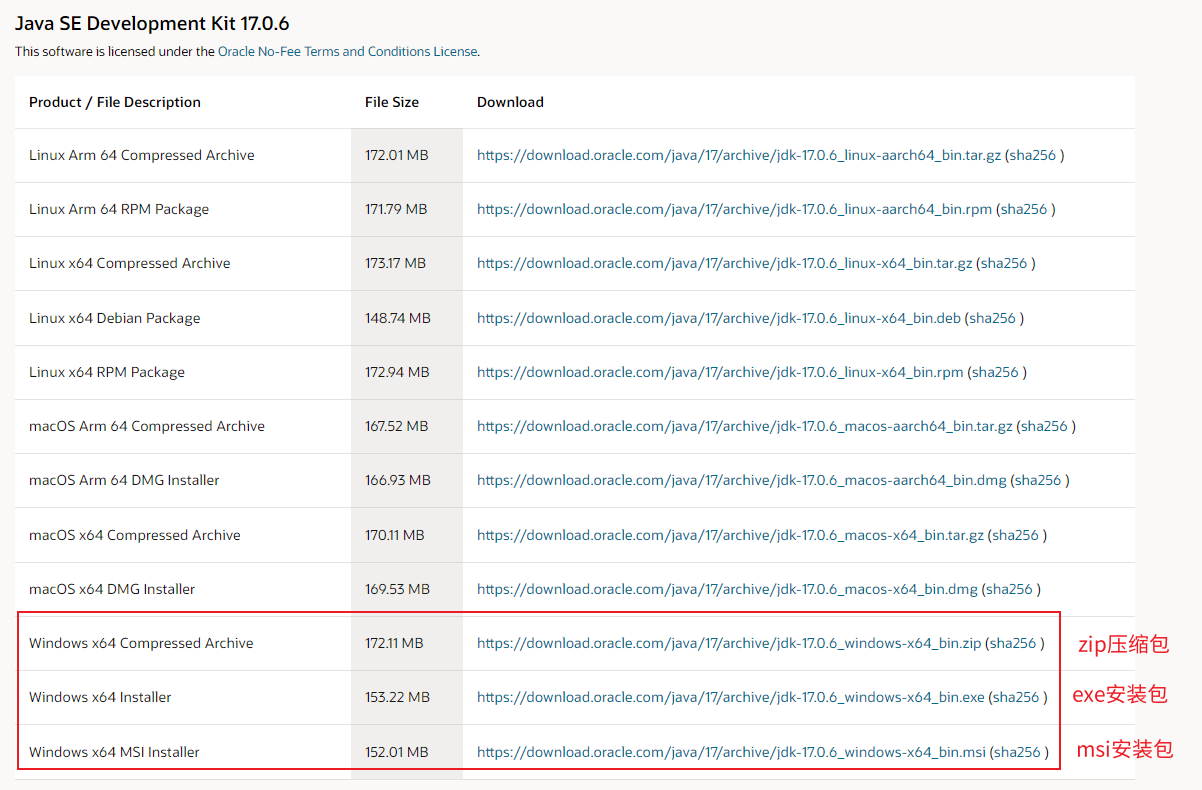 Java SE Development Kit 17.0.6
This software is licensed under the Oracle No-Fee Terms and Conditions License.
Product / File Description File Size Download
Linux Arm 64 Compressed Archive 172.01 MB https://download.oracle.com/java/17/archive/jdk-17.0.6_linux-aarch64_bin.tar.gz (sha256 )
Linux Arm 64 RPM Package 171.79 MB https://download.oracle.com/java/17/archive/jdk-17.0.6_linux-aarch64_bin.rpm (sha256 )
Linux x64 Compressed Archive 173.17 MB https://download.oracle.com/java/17/archive/jdk-17.0.6_linux-x64_bin.tar.gz (sha256 )
Linux x64 Debian Package 148.74 MB https://download.oracle.com/java/17/archive/jdk-17.0.6_linux-x64_bin.deb (sha256 )
Linux x64 RPM Package 172.94 MB https://download.oracle.com/java/17/archive/jdk-17.0.6_linux-x64_bin.rpm (sha256 )
macOS Arm 64 Compressed Archive 167.52 MB https://download.oracle.com/java/17/archive/jdk-17.0.6_macos-aarch64_bin.tar.gz (sha256 )
macOS Arm 64 DMG Installer 166.93 MB https://download.oracle.com/java/17/archive/jdk-17.0.6_macos-aarch64_bin.dmg (sha256 )
macOS x64 Compressed Archive 170.11 MB https://download.oracle.com/java/17/archive/jdk-17.0.6_macos-x64_bin.tar.gz (sha256 )
macOS x64 DMG Installer 169.53 MB https://download.oracle.com/java/17/archive/jdk-17.0.6_macos-x64_bin.dmg (sha256 )
Windows x64 Compressed Archive 172.11 MB https://download.oracle.com/java/17/archive/jdk-17.0.6_windows-x64_bin.zip (sha256 ) zip压缩包
Windows x64 Installer 153.22 MB https://download.oracle.com/java/17/archive/jdk-17.0.6_windows-x64_bin.exe (sha256 ) exe安装包
Windows x64 MSI Installer 152.01 MB https://download.oracle.com/java/17/archive/jdk-17.0.6_windows-x64_bin.msi (sha256 ) msi安装包